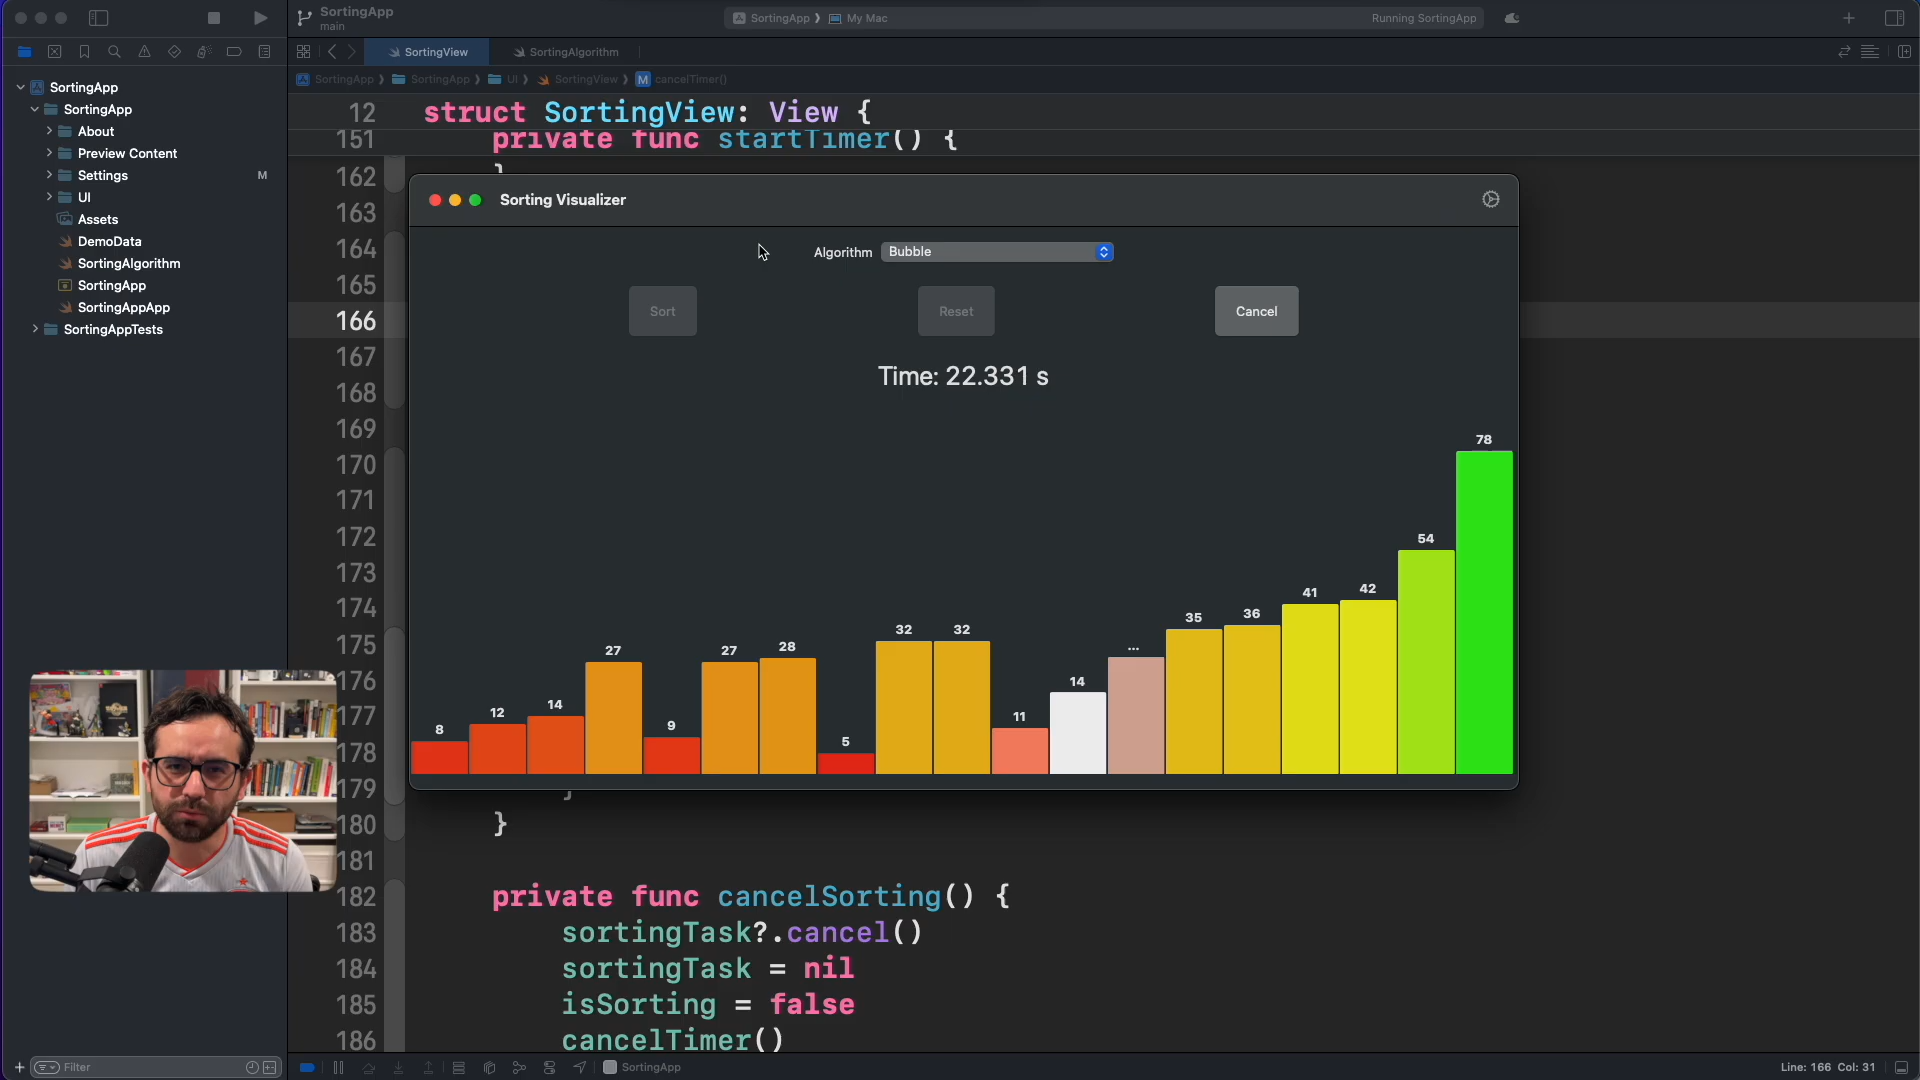 SortingApp
main
SortingApp
My Mac
Running SortingApp
SortingView
SortingAlgorithm
SortingApp
SortingApp
UI
SortingView
M
cancelTimer()
SortingApp
SortingApp
About
Preview Content
Settings
M
UI
Assets
DemoData
SortingAlgorithm
SortingApp
SortingAppApp
SortingAppTests
Filter
12 struct SortingView: View {
151 private func startTimer() {
162 }
163
164
165
166
167
168
169
170
171
172
173
174
175
176
177
178
179 }
180 }
181
182 private func cancelSorting() {
183 sortingTask?.cancel()
184 sortingTask = nil
185 isSorting = false
186 cancelTimer()
Sorting Visualizer
Algorithm Bubble
Sort
Reset
Cancel
Time: 22.331 s
8
12
14
27
9
27
28
5
32
32
11
14
...
35
36
41
42
54
78
SortingApp
Line: 166 Col: 31